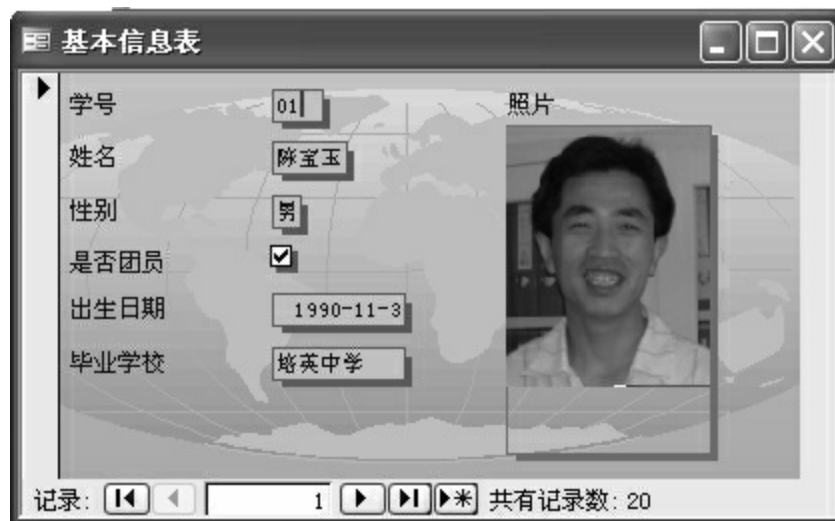 基本信息表
学号 01 照片
姓名 陈宝玉
性别 男
是否团员
出生日期 1990-11-3
毕业学校 培英中学
记录: 1 共有记录数: 20